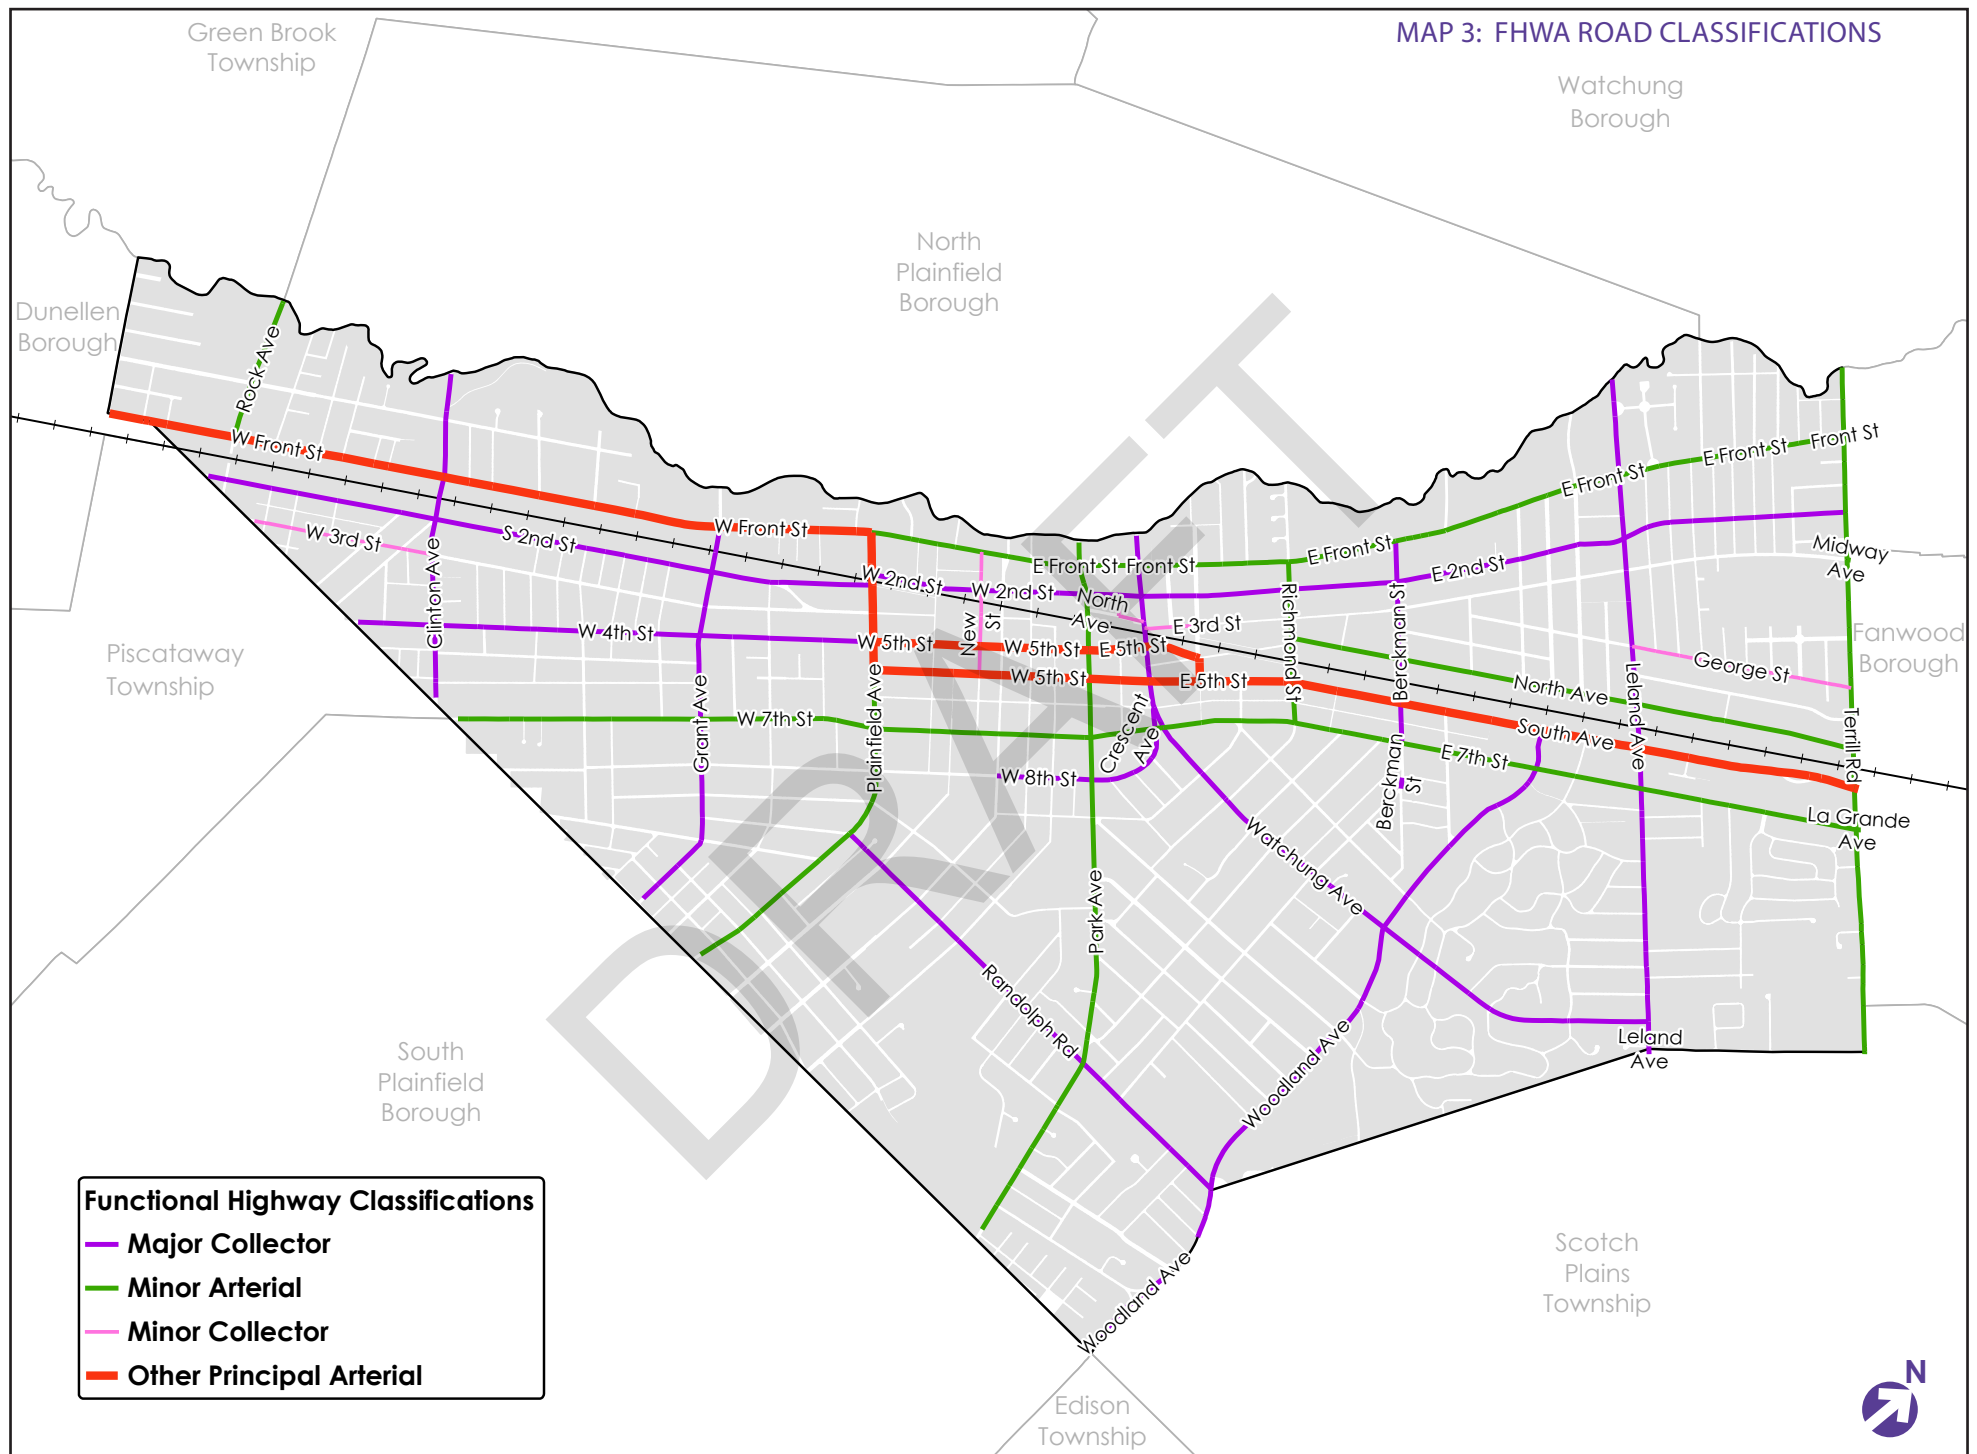 MAP 3: FHWA ROAD CLASSIFICATIONS
Green Brook
Township
Watchung
Borough
North
Plainfield
Borough
Dunellen
Borough
Rock Ave
W Front St
W Front St
E Front St
Front St
E Front St
E Front St
E Front St
Front St
W 3rd St
S 2nd St
W 2nd St
W 2nd St
E 2nd St
Midway
Ave
Clinton Ave
W 4th St
W 5th St
New
St
W 5th St
E 5th St
North
Ave
E 3rd St
Richmond St
Berckman St
W 5th St
E 5th St
George St
Fanwood
Borough
Piscataway
Township
Grant Ave
W 7th St
Plainfield Ave
W 8th St
Crescent
Ave
Berckman
St
North Ave
South Ave
E 7th St
Leland Ave
Terrill Rd
La Grande
Ave
Watchung Ave
Park Ave
Randolph Rd
Woodland Ave
Leland
Ave
DRAFT
South
Plainfield
Borough
Scotch
Plains
Township
Woodland Ave
Edison
Township
Functional Highway Classifications
Major Collector
Minor Arterial
Minor Collector
Other Principal Arterial
N